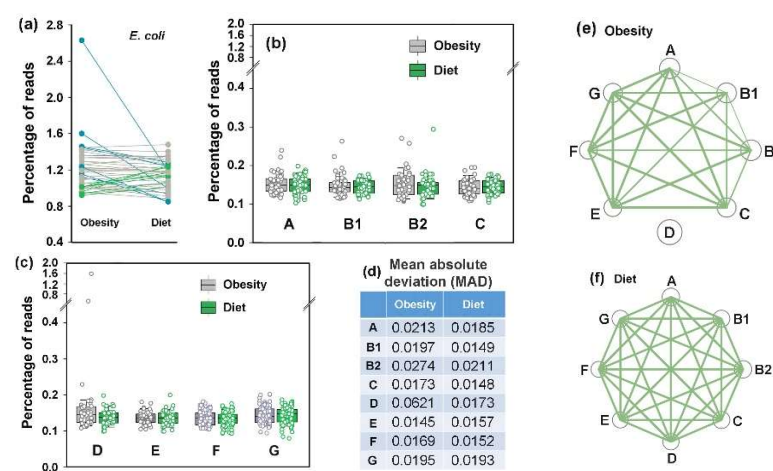 (a)
E. coli
Percentage of reads
2.8
2.4
2.0
1.6
1.2
0.8
0.4
Obesity
Diet
(b)
Percentage of reads
2.0
1.6
1.2
0.8
0.4
0.3
0.2
0.1
0.0
Obesity
Diet
A
B1
B2
C
(c)
Percentage of reads
2.0
1.6
1.2
0.8
0.4
0.3
0.2
0.1
0.0
Obesity
Diet
D
E
F
G
(d) Mean absolute
deviation (MAD)
Obesity Diet
A 0.0213 0.0185
B1 0.0197 0.0149
B2 0.0274 0.0211
C 0.0173 0.0148
D 0.0621 0.0173
E 0.0145 0.0157
F 0.0169 0.0152
G 0.0195 0.0193
(e) Obesity
A
B1
B
C
D
E
F
G
(f) Diet
A
B1
B2
C
D
E
F
G